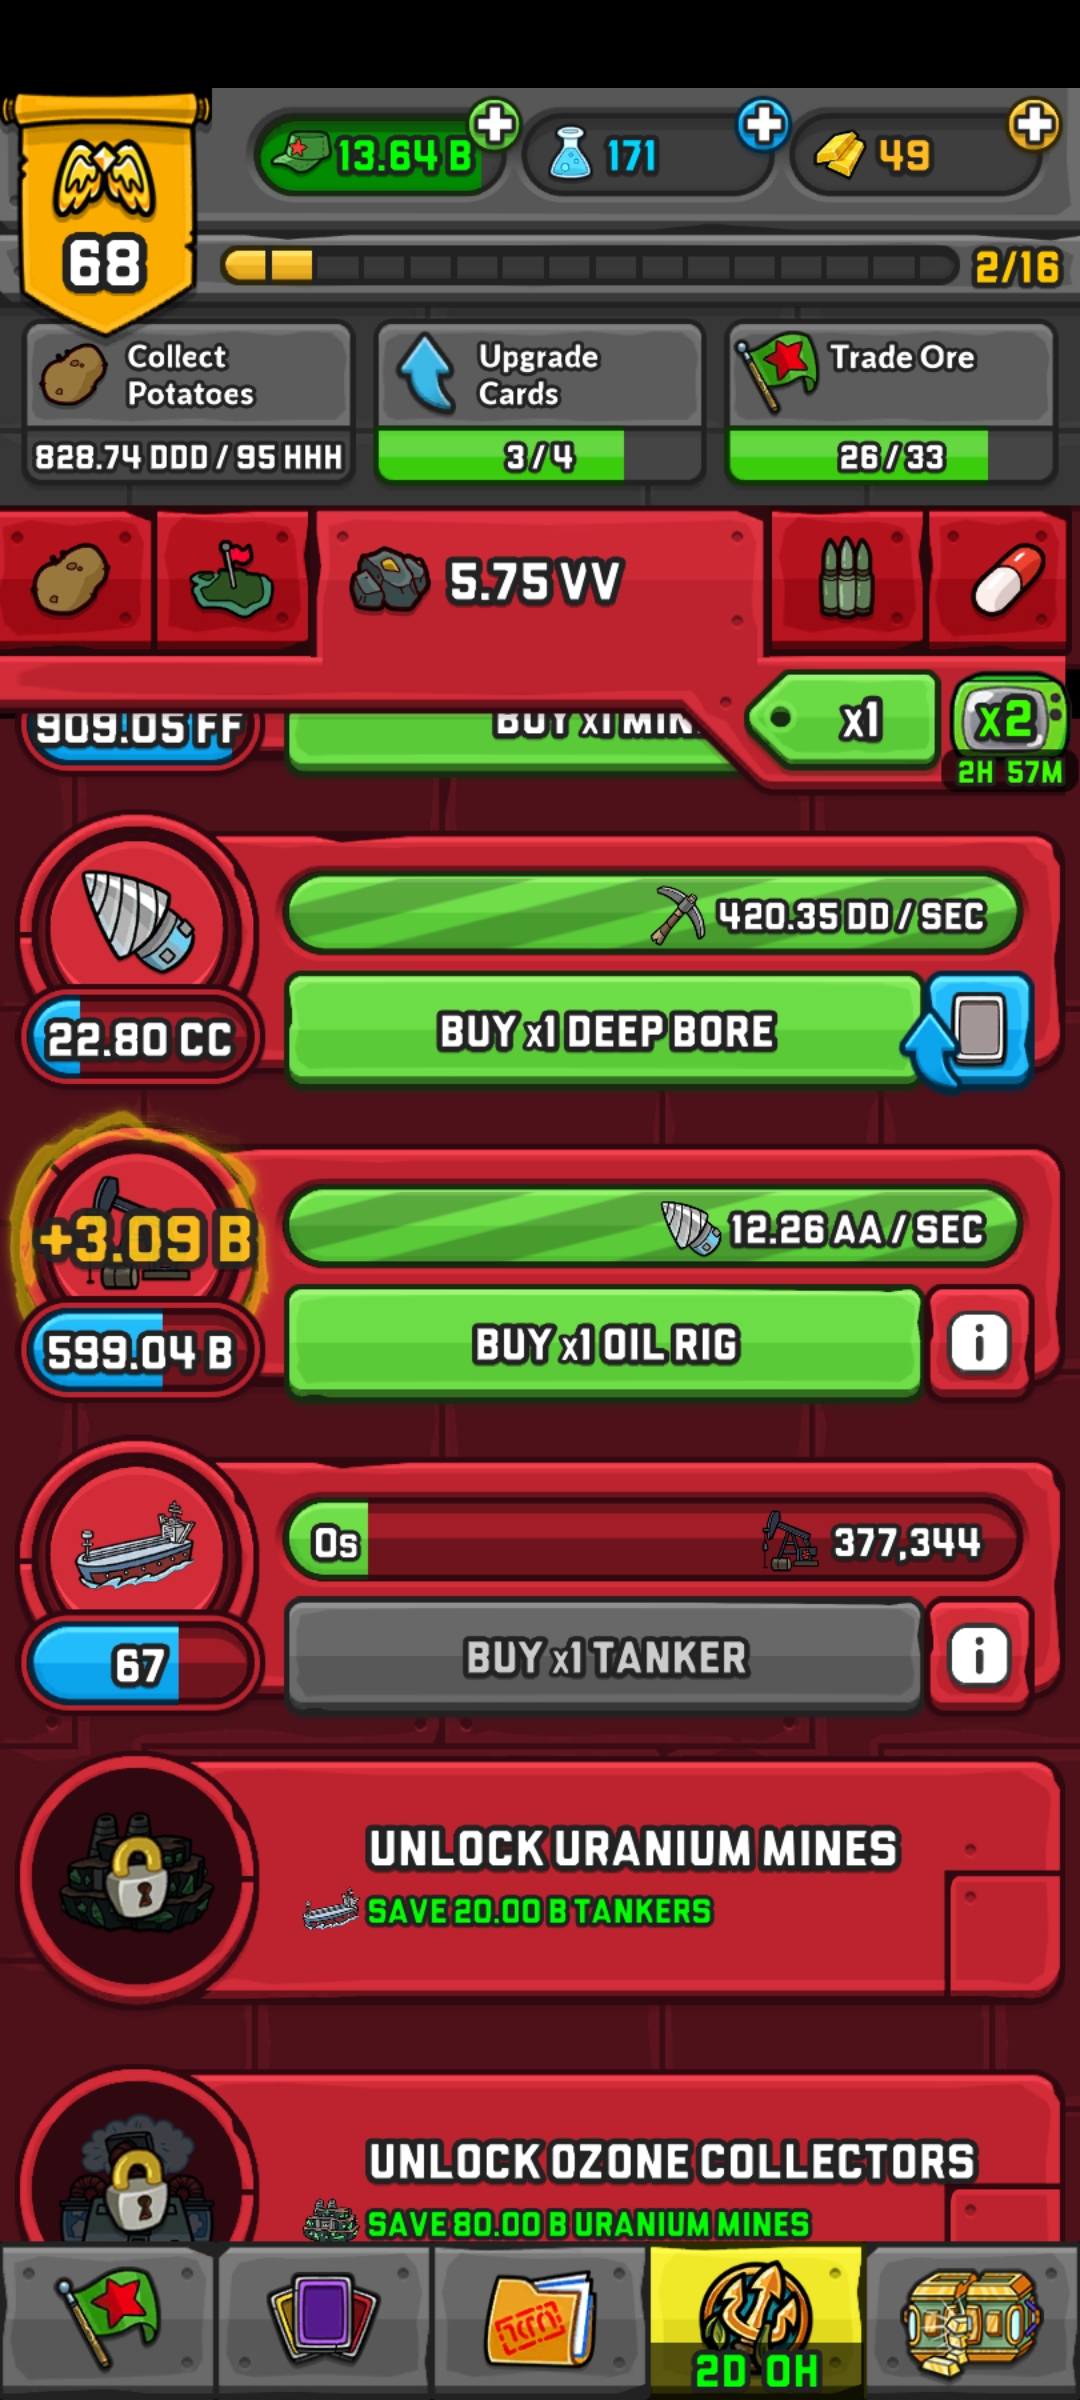 13.64 B
171
49
68
2/16
Collect
Potatoes
828.74 DDD / 95 HHH
Upgrade
Cards
3/4
Trade Ore
26/33
5.75 VV
x1
x2
2H 57M
909.05 FF
BUY x1 MIN
420.35 DD / SEC
22.80 CC
BUY x1 DEEP BORE
+3.09 B
12.26 AA / SEC
599.04 B
BUY x1 OIL RIG
i
0s
377,344
67
BUY x1 TANKER
i
UNLOCK URANIUM MINES
SAVE 20.00 B TANKERS
UNLOCK OZONE COLLECTORS
SAVE 80.00 B URANIUM MINES
2D 0H